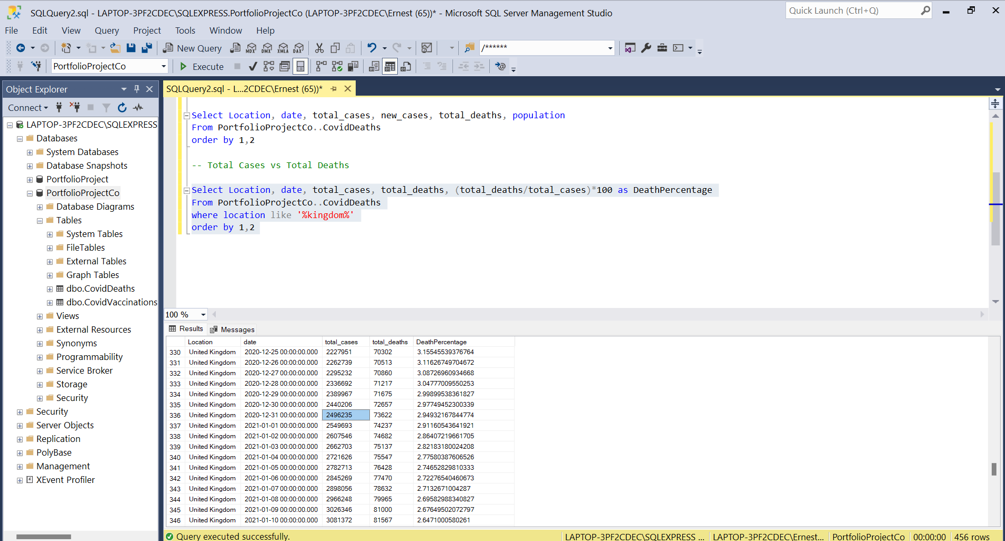 SQLQuery2.sql - LAPTOP-3PF2CDEC\SQLEXPRESS.PortfolioProjectCo (LAPTOP-3PF2CDEC\Ernest (65))* - Microsoft SQL Server Management Studio
Quick Launch (Ctrl+Q)
File Edit View Query Project Tools Window Help
New Query
MDX DMX XMLA DAX
/******
PortfolioProjectCo
Execute
Object Explorer
Connect
LAPTOP-3PF2CDEC\SQLEXPRESS
Databases
System Databases
Database Snapshots
PortfolioProject
PortfolioProjectCo
Database Diagrams
Tables
System Tables
FileTables
External Tables
Graph Tables
dbo.CovidDeaths
dbo.CovidVaccinations
Views
External Resources
Synonyms
Programmability
Service Broker
Storage
Security
Security
Server Objects
Replication
PolyBase
Management
XEvent Profiler
SQLQuery2.sql - L...2CDEC\Ernest (65))*
Select Location, date, total_cases, new_cases, total_deaths, population
From PortfolioProjectCo..CovidDeaths
order by 1,2
-- Total Cases vs Total Deaths
Select Location, date, total_cases, total_deaths, (total_deaths/total_cases)*100 as DeathPercentage
From PortfolioProjectCo..CovidDeaths
where location like '%kingdom%'
order by 1,2
100 %
Results Messages
Location date total_cases total_deaths DeathPercentage
330 United Kingdom 2020-12-25 00:00:00.000 2227951 70302 3.15545539376764
331 United Kingdom 2020-12-26 00:00:00.000 2262739 70513 3.11626749704672
332 United Kingdom 2020-12-27 00:00:00.000 2295232 70860 3.08726960934668
333 United Kingdom 2020-12-28 00:00:00.000 2336692 71217 3.04777009550253
334 United Kingdom 2020-12-29 00:00:00.000 2389967 71675 2.99899538361827
335 United Kingdom 2020-12-30 00:00:00.000 2440206 72657 2.97749452300339
336 United Kingdom 2020-12-31 00:00:00.000 2496235 73622 2.94932167844774
337 United Kingdom 2021-01-01 00:00:00.000 2549693 74237 2.91160543641921
338 United Kingdom 2021-01-02 00:00:00.000 2607546 74682 2.86407219661705
339 United Kingdom 2021-01-03 00:00:00.000 2662703 75137 2.82183180024208
340 United Kingdom 2021-01-04 00:00:00.000 2721626 75547 2.77580387606526
341 United Kingdom 2021-01-05 00:00:00.000 2782713 76428 2.74652829810333
342 United Kingdom 2021-01-06 00:00:00.000 2845269 77470 2.72276540460673
343 United Kingdom 2021-01-07 00:00:00.000 2898056 78632 2.7132671004287
344 United Kingdom 2021-01-08 00:00:00.000 2966248 79965 2.69582988340827
345 United Kingdom 2021-01-09 00:00:00.000 3026346 81000 2.67649502072797
346 United Kingdom 2021-01-10 00:00:00.000 3081372 81567 2.6471000580261
Query executed successfully.
LAPTOP-3PF2CDEC\SQLEXPRESS ... LAPTOP-3PF2CDEC\Ernest... PortfolioProjectCo 00:00:00 456 rows